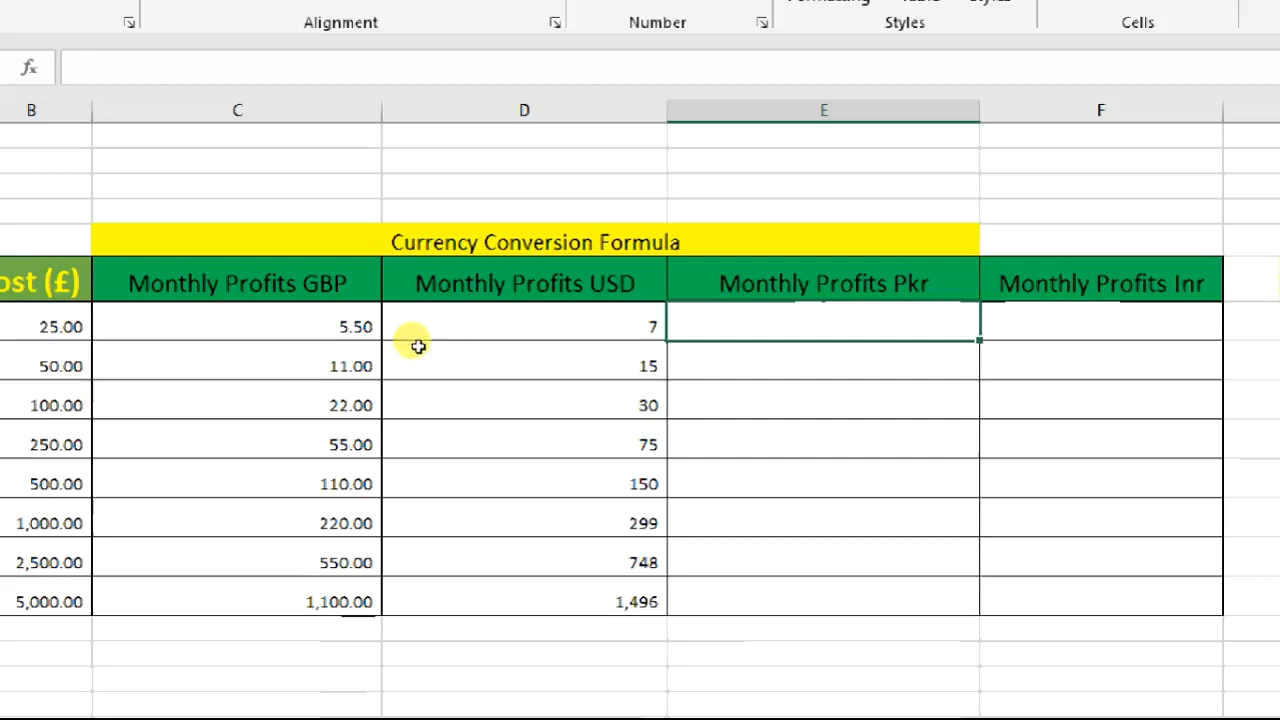 Alignment Number Styles Cells
fx
B C D E F
Currency Conversion Formula
ost (£) Monthly Profits GBP Monthly Profits USD Monthly Profits Pkr Monthly Profits Inr
25.00 5.50 7
50.00 11.00 15
100.00 22.00 30
250.00 55.00 75
500.00 110.00 150
1,000.00 220.00 299
2,500.00 550.00 748
5,000.00 1,100.00 1,496